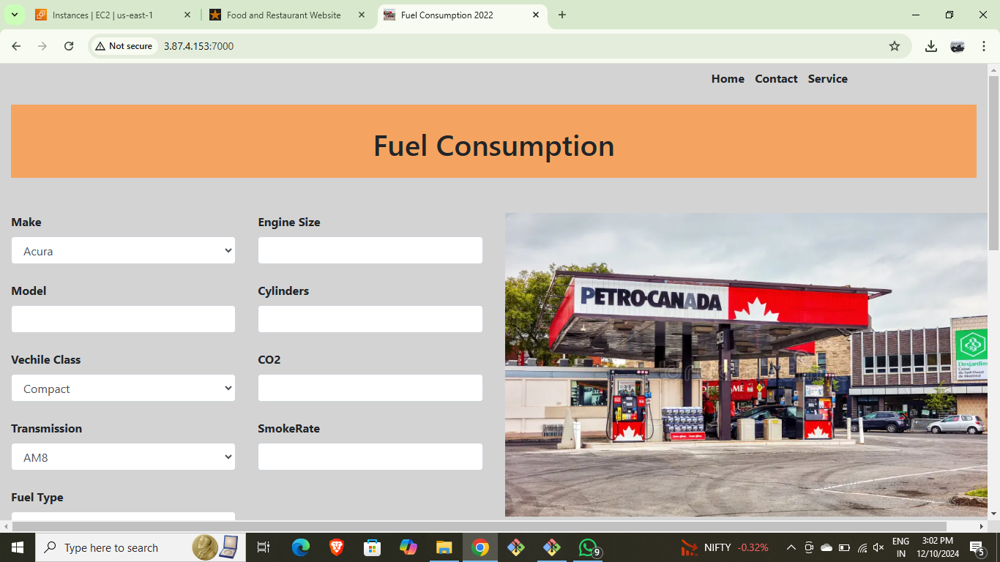 Instances | EC2 | us-east-1
Food and Restaurant Website
Fuel Consumption 2022
Not secure
3.87.4.153:7000
Home Contact Service
Fuel Consumption
Make
Acura
Engine Size
Model
Cylinders
Vechile Class
Compact
CO2
Transmission
AM8
SmokeRate
Fuel Type
PETRO-CANADA
Desjardins
Type here to search
9
NIFTY -0.32%
ENG
IN
3:02 PM
12/10/2024
5